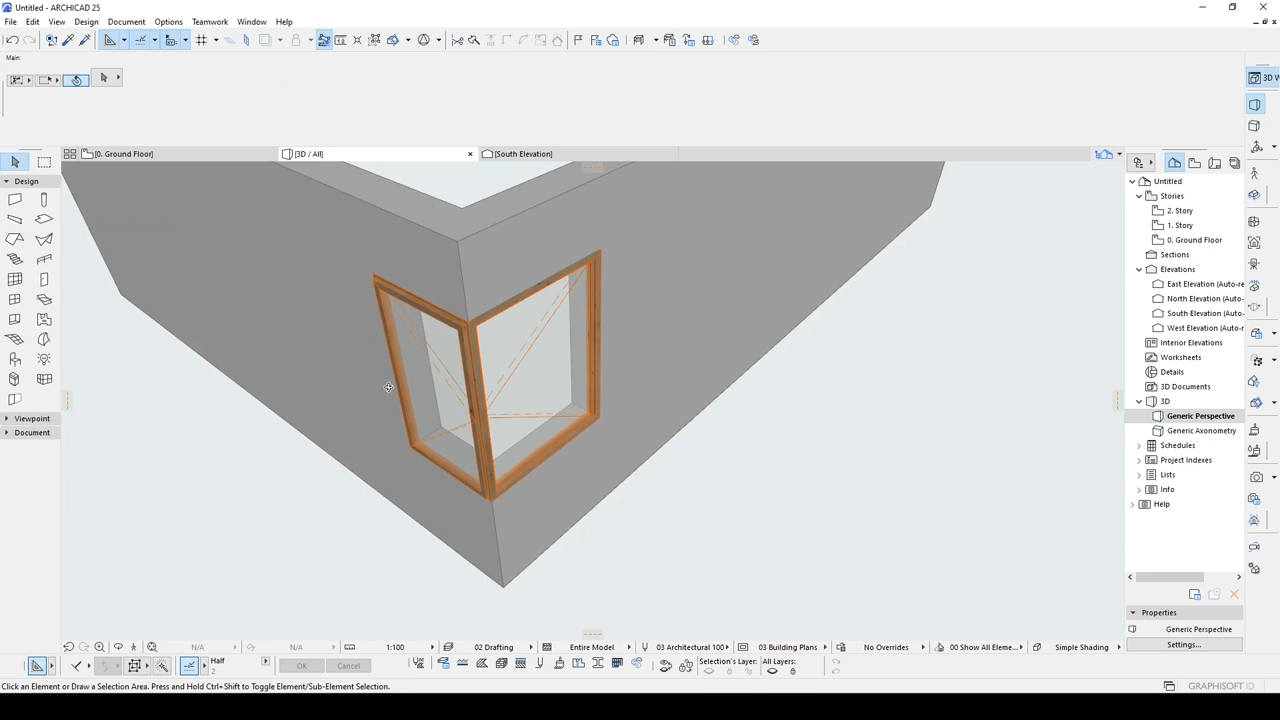 Untitled - ARCHICAD 25
File Edit View Design Options Teamwork Window Help
Main:
[0. Ground Floor]
[3D / All]
[South Elevation]
3D W
Design
Viewpoint
Document
Untitled
Stories
2. Story
1. Story
0. Ground Floor
Sections
Elevations
East Elevation (Auto-re
North Elevation (Auto-
South Elevation (Auto-
West Elevation (Auto-r
Interior Elevations
Worksheets
Details
3D Documents
3D
Generic Perspective
Generic Axonometry
Schedules
Project Indexes
Lists
Info
Help
Properties
Generic Perspective
Settings...
N/A N/A 1:100 02 Drafting Entire Model 03 Architectural 100 03 Building Plans No Overrides 00 Show All Eleme... Simple Shading
Half
2
OK Cancel
Selection's Layer: All Layers:
Click an Element or Draw a Selection Area. Press and Hold Ctrl+Shift to Toggle Element/Sub-Element Selection.
GRAPHISOFT ID